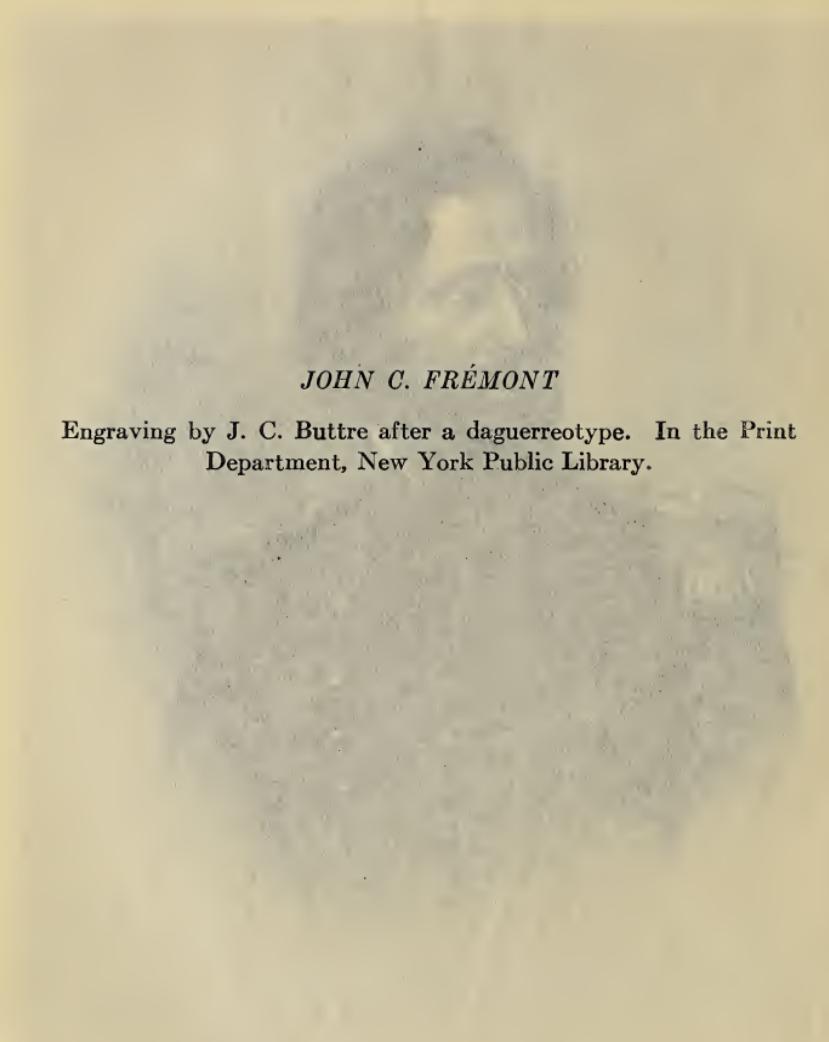 JOHN C. FRÉMONT
Engraving by J. C. Buttre after a daguerreotype. In the Print
Department, New York Public Library.